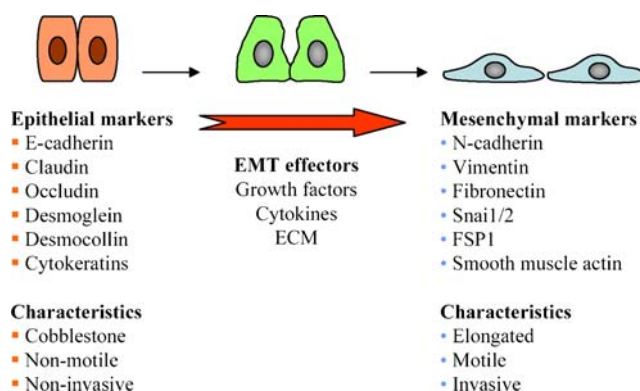 Epithelial markers
E-cadherin
Claudin
Occludin
Desmoglein
Desmocollin
Cytokeratins
Characteristics
Cobblestone
Non-motile
Non-invasive
EMT effectors
Growth factors
Cytokines
ECM
Mesenchymal markers
N-cadherin
Vimentin
Fibronectin
Snai1/2
FSP1
Smooth muscle actin
Characteristics
Elongated
Motile
Invasive